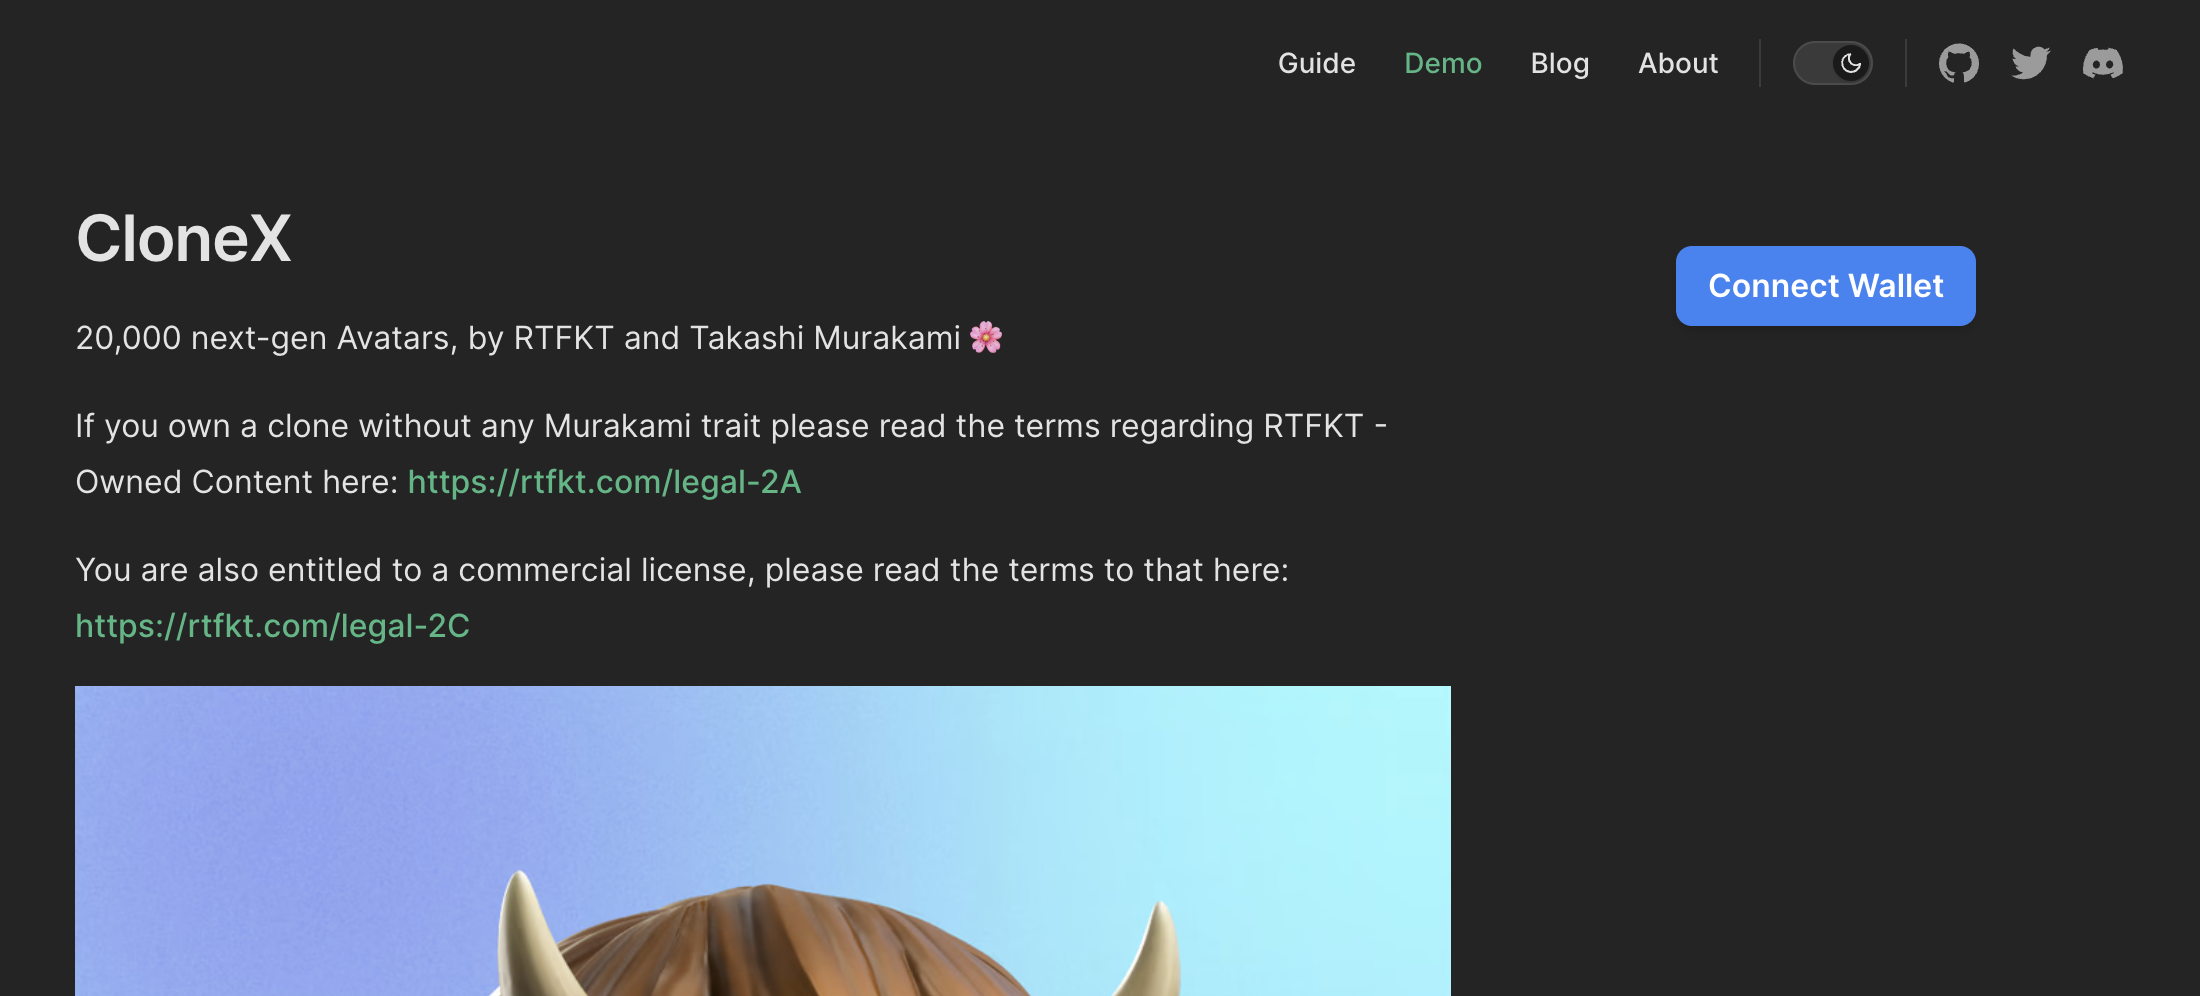 Guide Demo Blog About
CloneX
Connect Wallet
20,000 next-gen Avatars, by RTFKT and Takashi Murakami 🌸
If you own a clone without any Murakami trait please read the terms regarding RTFKT -
Owned Content here: https://rtfkt.com/legal-2A
You are also entitled to a commercial license, please read the terms to that here:
https://rtfkt.com/legal-2C